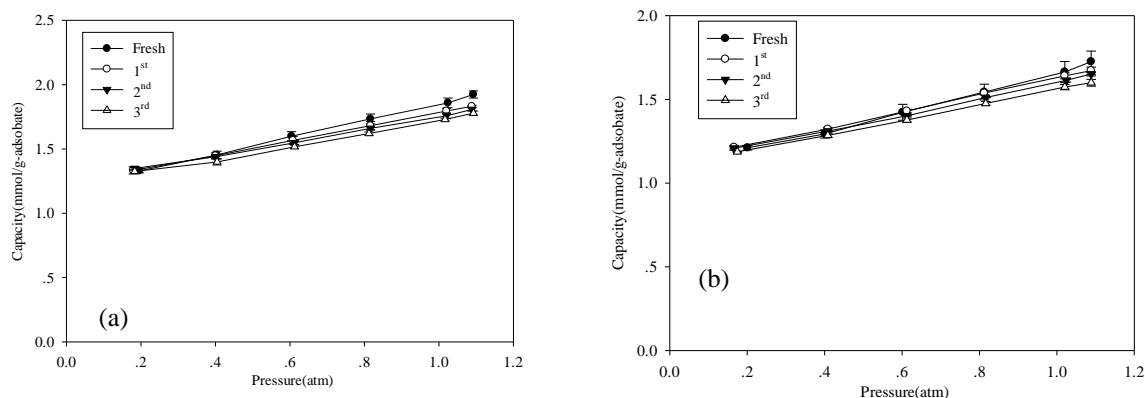 2.5
2.0
1.5
1.0
.5
0.0
Capacity(mmol/g-adsobate)
Fresh
1st
2nd
3rd
(a)
0.0 .2 .4 .6 .8 1.0 1.2
Pressure(atm)
2.0
1.5
1.0
.5
0.0
Capacity(mmol/g-adsobate)
Fresh
1st
2nd
3rd
(b)
0.0 .2 .4 .6 .8 1.0 1.2
Pressure(atm)